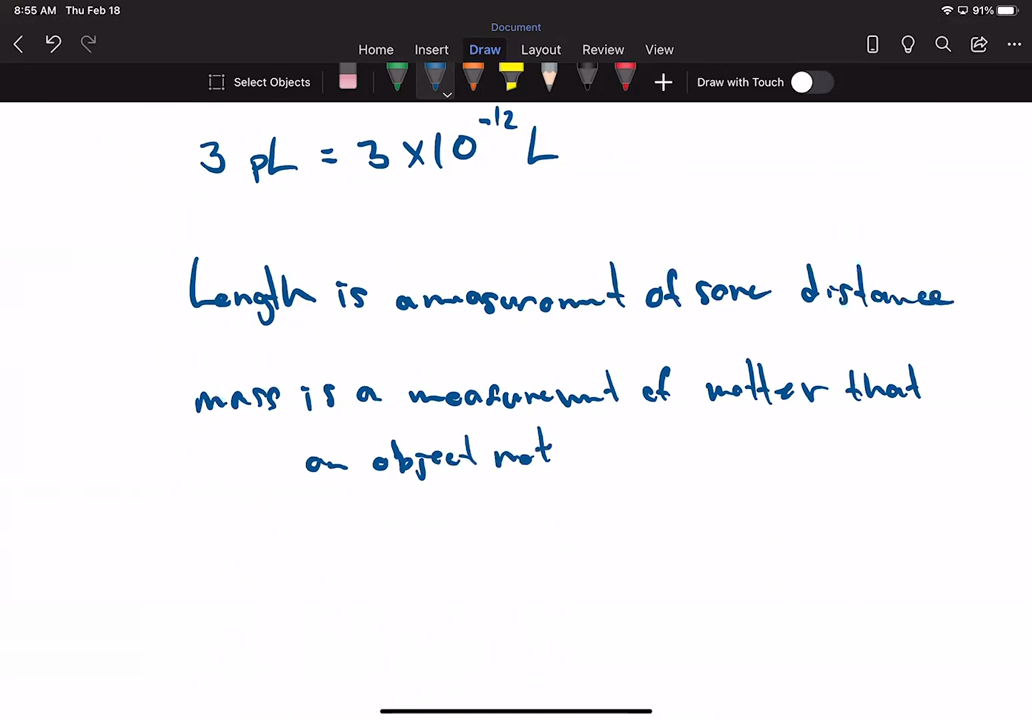 8:55 AM Thu Feb 18
91%
Document
Home Insert Draw Layout Review View
Select Objects
Draw with Touch
3 pL = 3 x 10⁻¹² L
Length is a measurement of some distance
mass is a measurement of matter that
an object mat